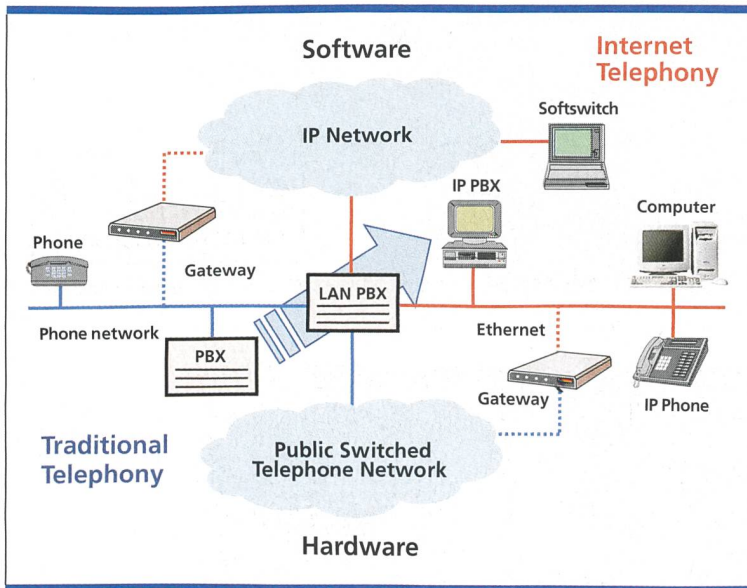 Software
Internet
Telephony
Softswitch
IP Network
IP PBX
Computer
Phone
Gateway
LAN PBX
Phone network
Ethernet
PBX
Gateway
IP Phone
Traditional
Telephony
Public Switched
Telephone Network
Hardware